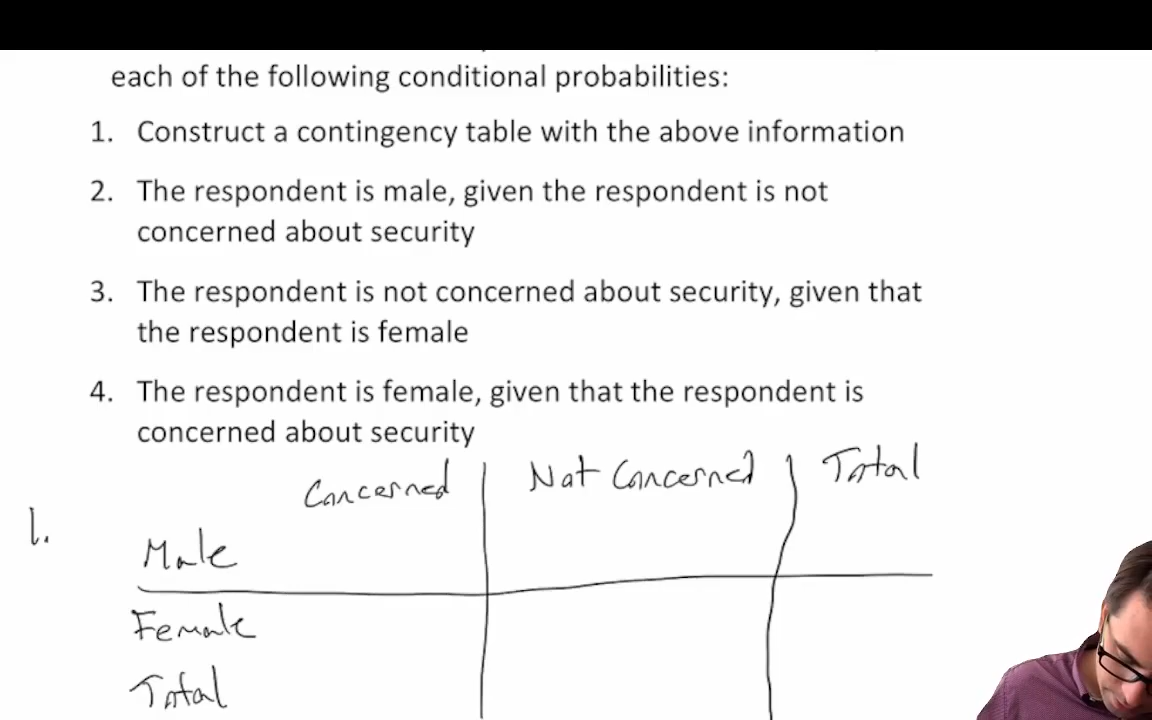 each of the following conditional probabilities:
1. Construct a contingency table with the above information
2. The respondent is male, given the respondent is not
concerned about security
3. The respondent is not concerned about security, given that
the respondent is female
4. The respondent is female, given that the respondent is
concerned about security
Concerned Not Concerned Total
1.
Male
Female
Total